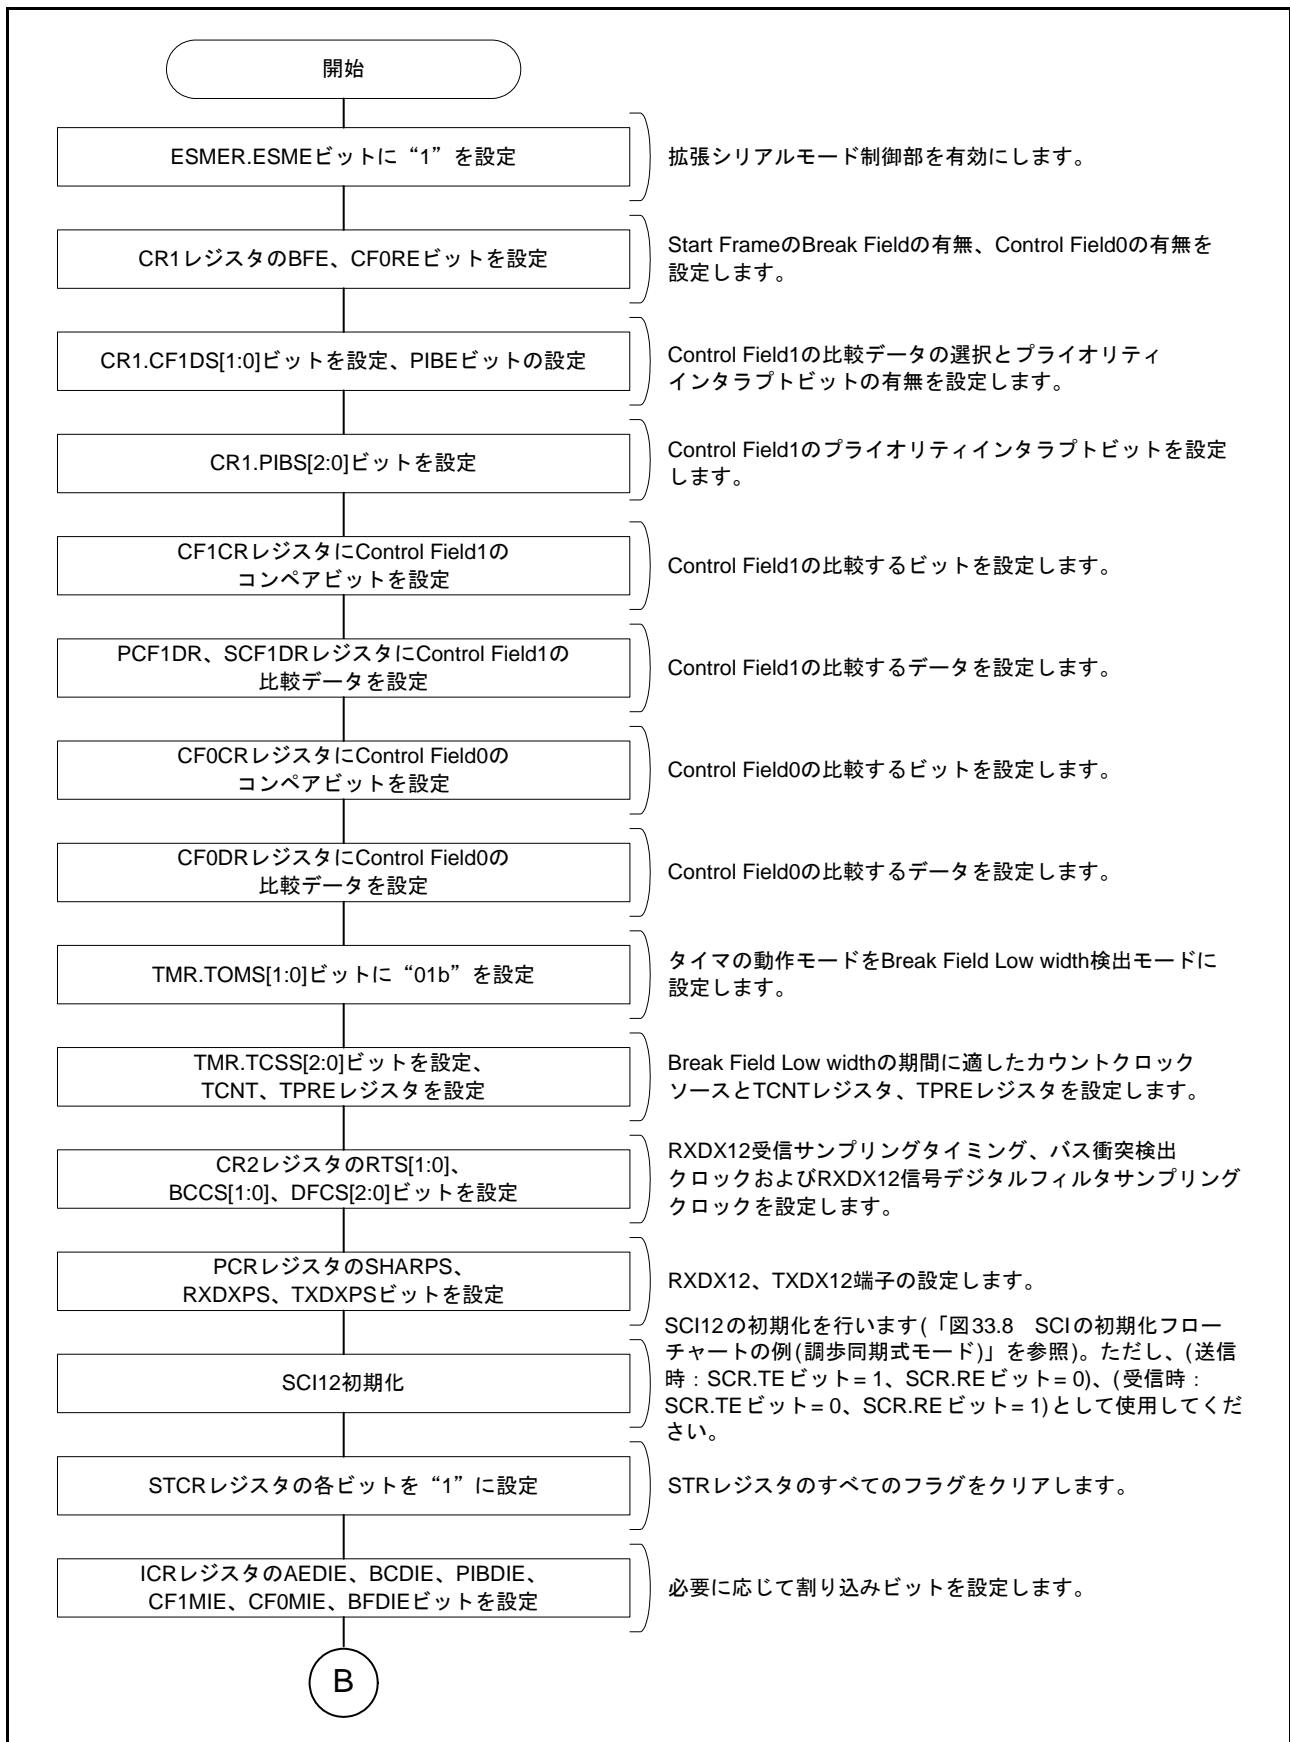 開始
ESMER.ESMEビットに“1”を設定
拡張シリアルモード制御部を有効にします。
CR1レジスタのBFE、CF0REビットを設定
Start FrameのBreak Fieldの有無、Control Field0の有無を
設定します。
CR1.CF1DS[1:0]ビットを設定、PIBEビットの設定
Control Field1の比較データの選択とプライオリティ
インタラプトビットの有無を設定します。
CR1.PIBS[2:0]ビットを設定
Control Field1のプライオリティインタラプトビットを設定
します。
CF1CRレジスタにControl Field1の
コンペアビットを設定
Control Field1の比較するビットを設定します。
PCF1DR、SCF1DRレジスタにControl Field1の
比較データを設定
Control Field1の比較するデータを設定します。
CF0CRレジスタにControl Field0の
コンペアビットを設定
Control Field0の比較するビットを設定します。
CF0DRレジスタにControl Field0の
比較データを設定
Control Field0の比較するデータを設定します。
TMR.TOMS[1:0]ビットに“01b”を設定
タイマの動作モードをBreak Field Low width検出モードに
設定します。
TMR.TCSS[2:0]ビットを設定、
TCNT、TPREレジスタを設定
Break Field Low widthの期間に適したカウントクロック
ソースとTCNTレジスタ、TPREレジスタを設定します。
CR2レジスタのRTS[1:0]、
BCCS[1:0]、DFCS[2:0]ビットを設定
RXDX12受信サンプリングタイミング、バス衝突検出
クロックおよびRXDX12信号デジタルフィルタサンプリング
クロックを設定します。
PCRレジスタのSHARPS、
RXDXPS、TXDXPSビットを設定
RXDX12、TXDX12端子の設定します。
SCI12初期化
SCI12の初期化を行います(「図33.8 SCIの初期化フロー
チャートの例(調歩同期式モード)」を参照)。ただし、(送信
時：SCR.TEビット= 1、SCR.REビット= 0)、(受信時：
SCR.TEビット= 0、SCR.REビット= 1)として使用してくだ
さい。
STCRレジスタの各ビットを“1”に設定
STRレジスタのすべてのフラグをクリアします。
ICRレジスタのAEDIE、BCDIE、PIBDIE、
CF1MIE、CF0MIE、BFDIEビットを設定
必要に応じて割り込みビットを設定します。
B